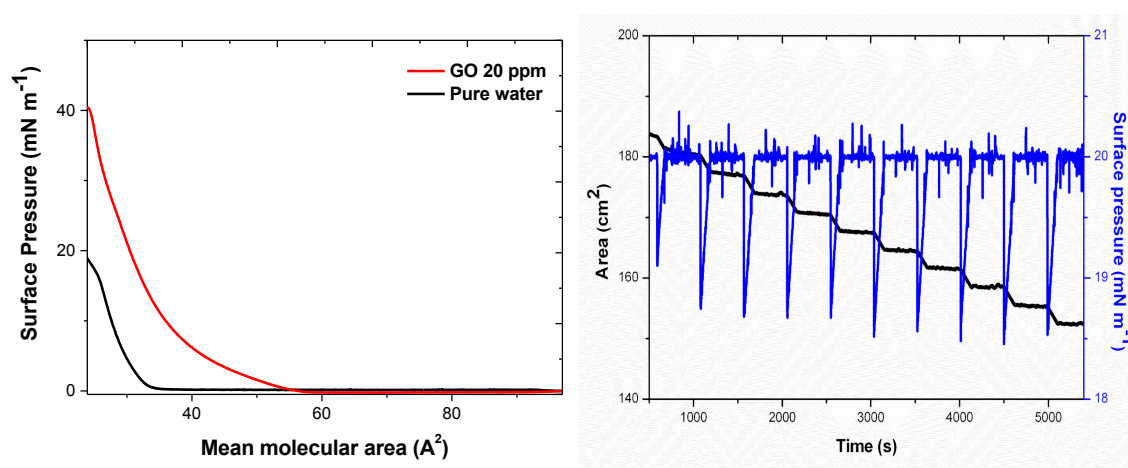 GO 20 ppm
Pure water
Surface Pressure (mN m-1)
40
20
0
40
60
80
Mean molecular area (A2)
200
180
160
140
Area (cm2)
21
20
19
18
Surface pressure (mN m-1)
1000
2000
3000
4000
5000
Time (s)